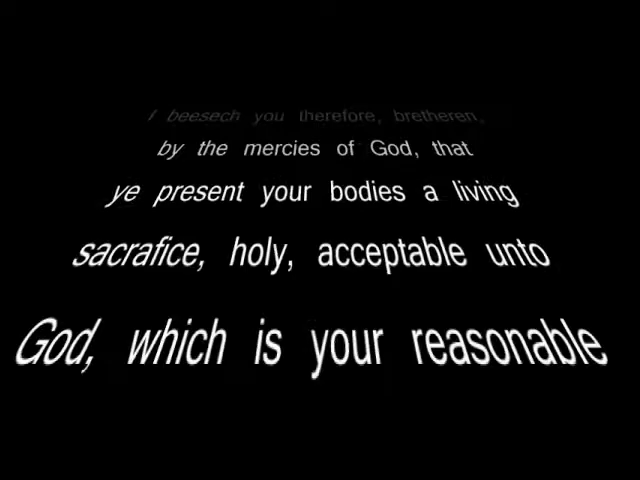 I beesech you therefore, bretheren,
by the mercies of God, that
ye present your bodies a living
sacrafice, holy, acceptable unto
God, which is your reasonable